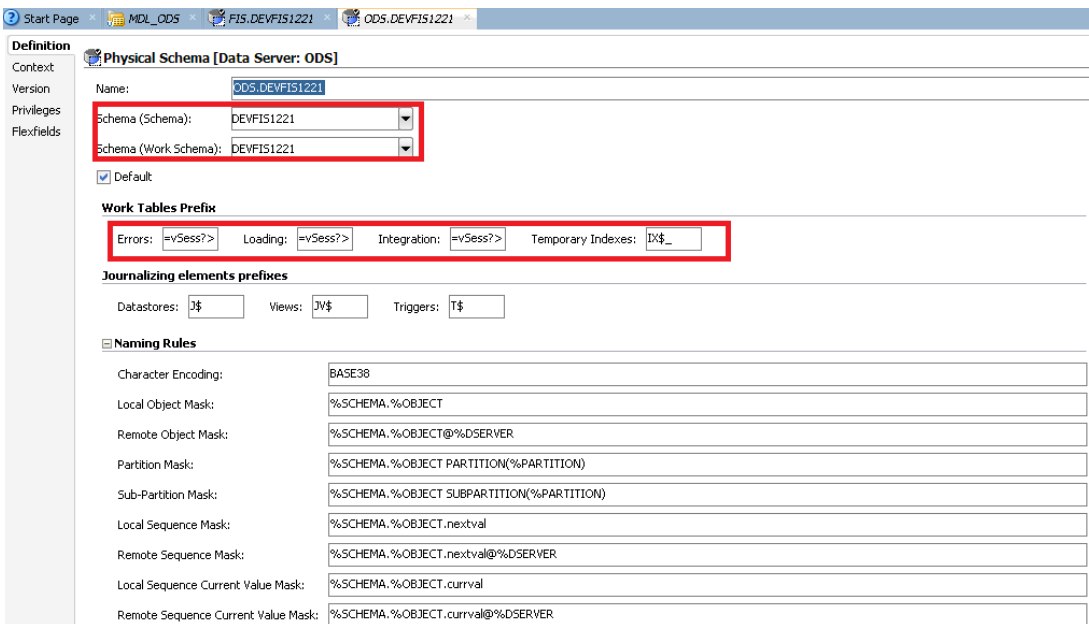 Start Page MDL_ODS FIS.DEVFIS1221 ODS.DEVFIS1221
Definition
Context
Version
Privileges
Flexfields
Physical Schema [Data Server: ODS]
Name: ODS.DEVFIS1221
Schema (Schema): DEVFIS1221
Schema (Work Schema): DEVFIS1221
Default
Work Tables Prefix
Errors: =vSess?> Loading: =vSess?> Integration: =vSess?> Temporary Indexes: IX$_
Journalizing elements prefixes
Datastores: J$ Views: JV$ Triggers: T$
Naming Rules
Character Encoding: BASE38
Local Object Mask: %SCHEMA.%OBJECT
Remote Object Mask: %SCHEMA.%OBJECT@%DSERVER
Partition Mask: %SCHEMA.%OBJECT PARTITION(%PARTITION)
Sub-Partition Mask: %SCHEMA.%OBJECT SUBPARTITION(%PARTITION)
Local Sequence Mask: %SCHEMA.%OBJECT.nextval
Remote Sequence Mask: %SCHEMA.%OBJECT.nextval@%DSERVER
Local Sequence Current Value Mask: %SCHEMA.%OBJECT.currval
Remote Sequence Current Value Mask: %SCHEMA.%OBJECT.currval@%DSERVER